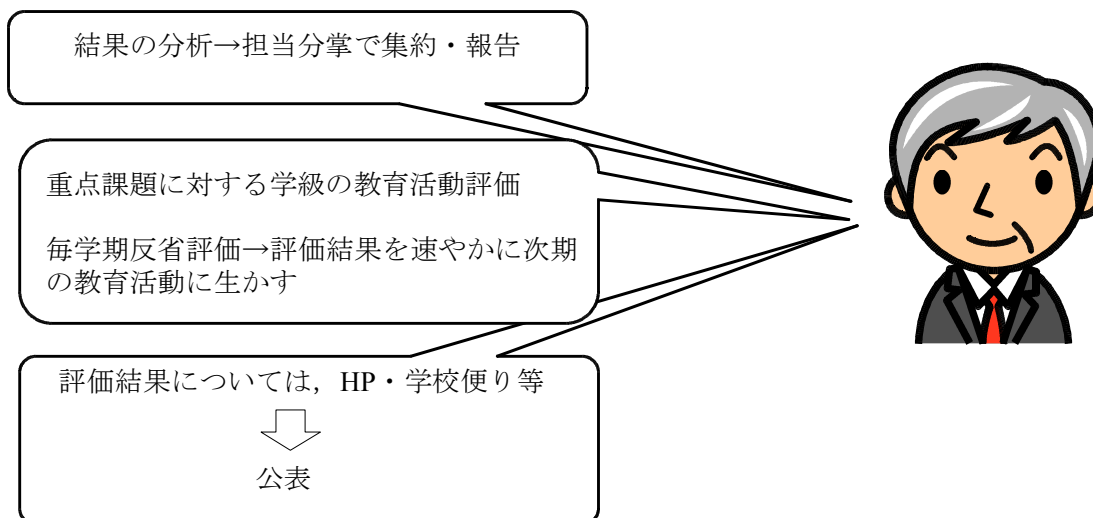 結果の分析→担当分掌で集約・報告
重点課題に対する学級の教育活動評価
毎学期反省評価→評価結果を速やかに次期
の教育活動に生かす
評価結果については，HP・学校便り等
公表